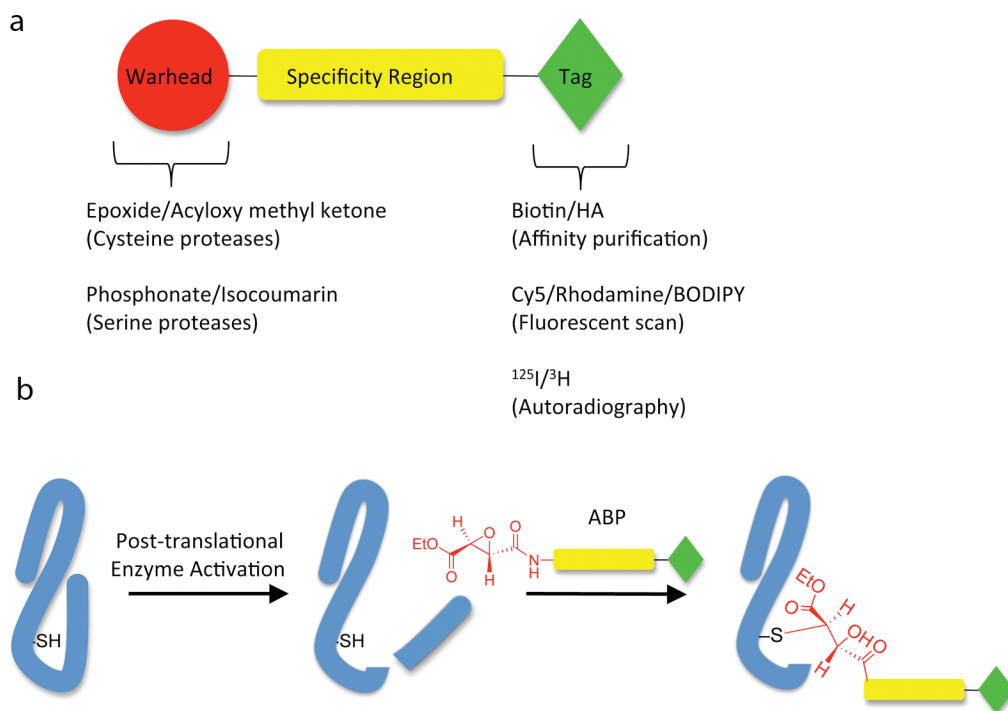 a
Warhead
Specificity Region
Tag
Epoxide/Acyloxy methyl ketone
(Cysteine proteases)
Phosphonate/Isocoumarin
(Serine proteases)
Biotin/HA
(Affinity purification)
Cy5/Rhodamine/BODIPY
(Fluorescent scan)
¹²⁵I/³H
(Autoradiography)
b
Post-translational
Enzyme Activation
ABP
-SH
-SH
H
O
O
EtO
O
H
N
H
EtO
O
H
-S
OH
O
H